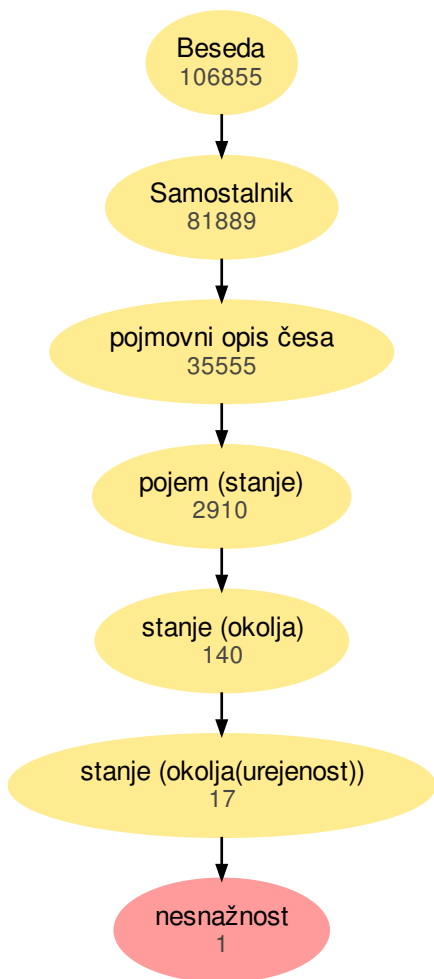 Beseda
106855
Samostalnik
81889
pojmovni opis česa
35555
pojem (stanje)
2910
stanje (okolja)
140
stanje (okolja(urejenost))
17
nesnažnost
1